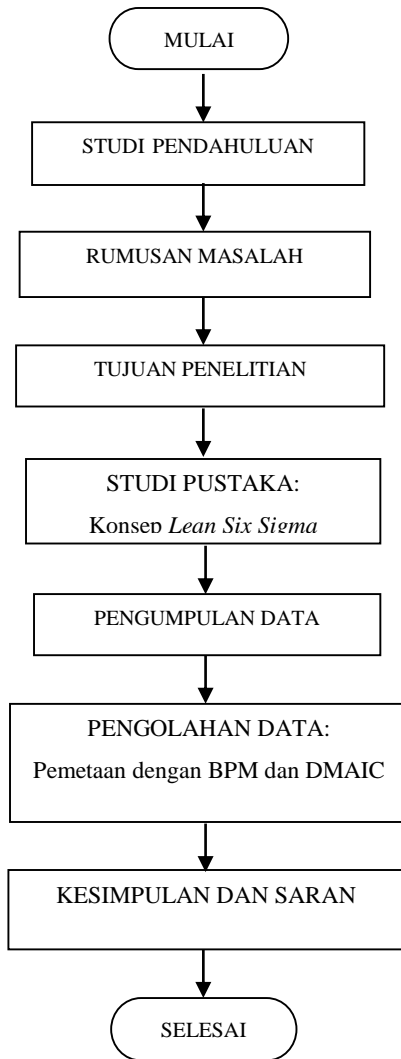 MULAI
STUDI PENDAHULUAN
RUMUSAN MASALAH
TUJUAN PENELITIAN
STUDI PUSTAKA:
Konsep Lean Six Sigma
PENGUMPULAN DATA
PENGOLAHAN DATA:
Pemetaan dengan BPM dan DMAIC
KESIMPULAN DAN SARAN
SELESAI